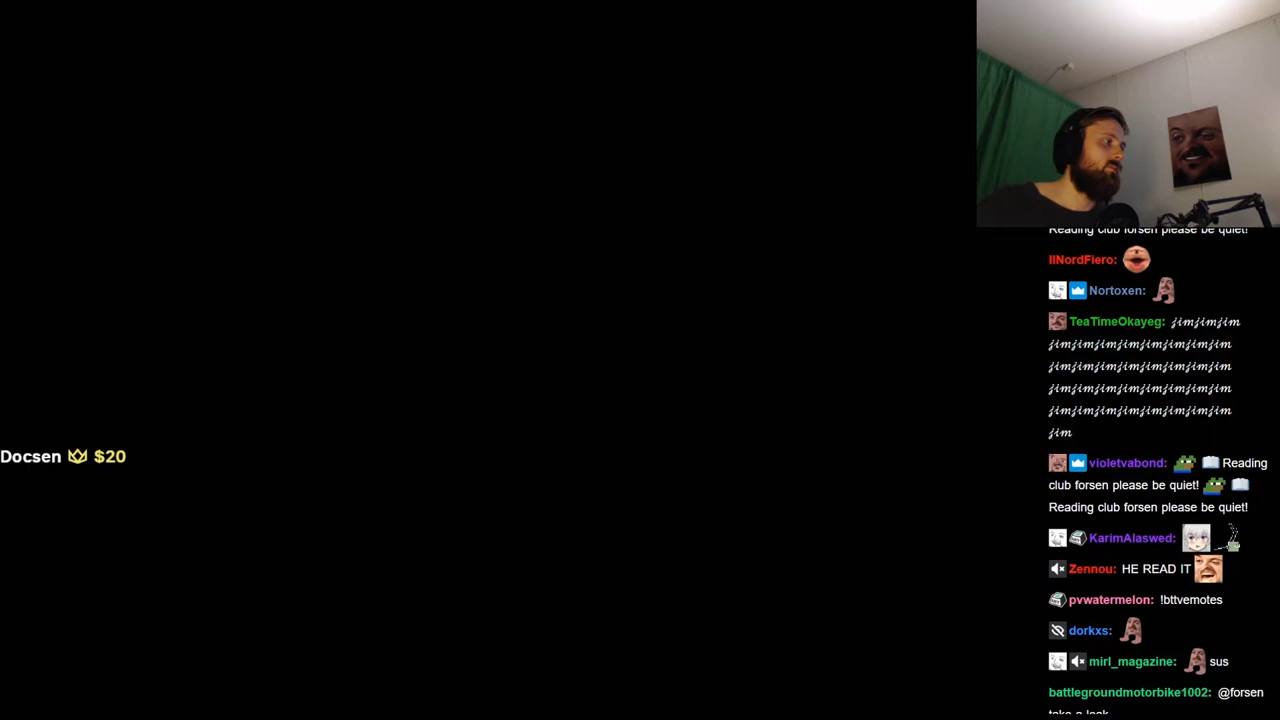 Reading club forsen please be quiet!
IINordFiero:
Nortoxen:
TeaTimeOkayeg: jimjimjim
jimjimjimjimjimjimjimjim
jimjimjimjimjimjimjimjim
jimjimjimjimjimjimjimjim
jimjimjimjimjimjimjimjim
jim
Docsen $20
violetvabond: Reading
club forsen please be quiet!
Reading club forsen please be quiet!
KarimAlaswed:
Zennou: HE READ IT
pvwatermelon: !bttvemotes
dorkxs:
mirl_magazine: sus
battlegroundmotorbike1002: @forsen
take a look